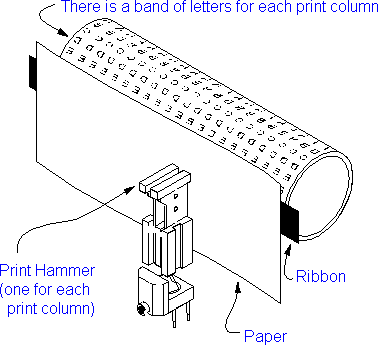 There is a band of letters for each print column
Print Hammer
(one for each
print column)
Ribbon
Paper